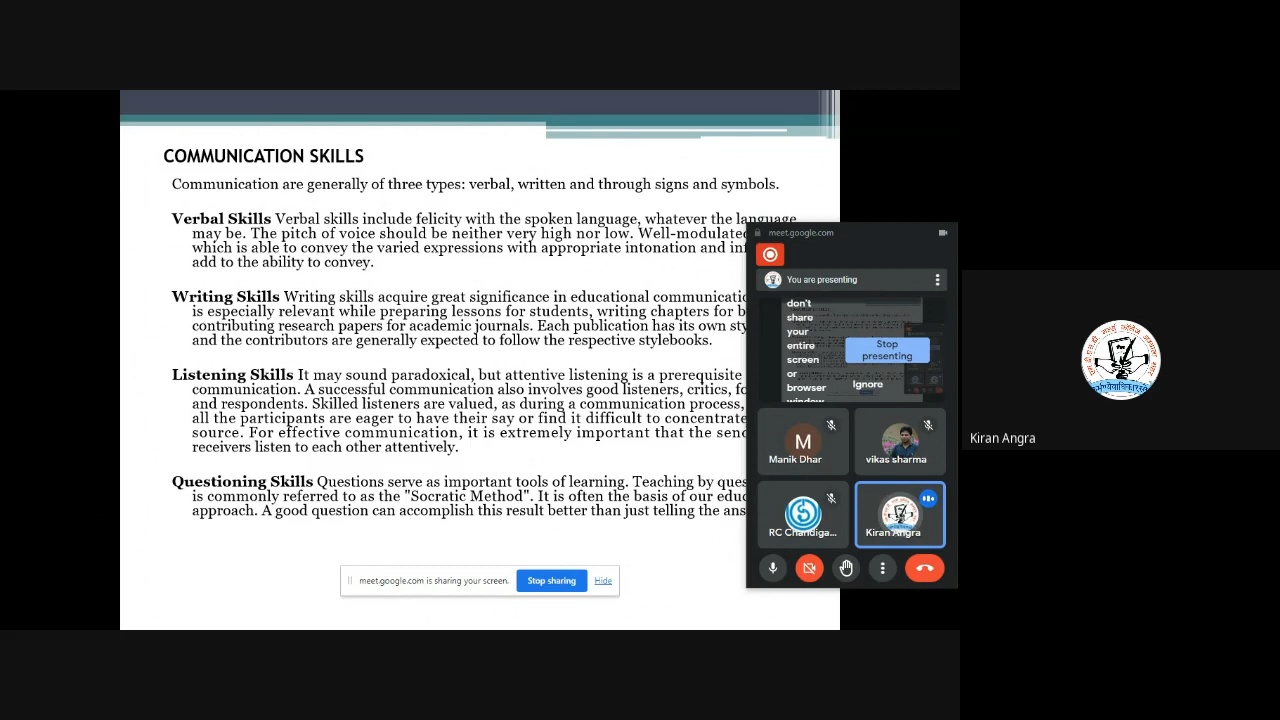 COMMUNICATION SKILLS
Communication are generally of three types: verbal, written and through signs and symbols.
Verbal Skills Verbal skills include felicity with the spoken language, whatever the language
may be. The pitch of voice should be neither very high nor low. Well-modulated
which is able to convey the varied expressions with appropriate intonation and
add to the ability to convey.
Writing Skills Writing skills acquire great significance in educational
is especially relevant while preparing lessons for students, writing chapters for
contributing research papers for academic journals. Each publication has its own
and the contributors are generally expected to follow the respective stylebooks.
Listening Skills It may sound paradoxical, but attentive listening is a prerequisite
communication. A successful communication also involves good listeners, critics,
and respondents. Skilled listeners are valued, as during a communication process,
all the participants are eager to have their say or find it difficult to concentrate
source. For effective communication, it is extremely important that the
receivers listen to each other attentively.
Questioning Skills Questions serve as important tools of learning. Teaching by
is commonly referred to as the "Socratic Method". It is often the basis of our
approach. A good question can accomplish this result better than just telling the
meet.google.com is sharing your screen. Stop sharing Hide
meet.google.com
You are presenting
don't
share
your
entire
screen
or
browser
window
Stop
presenting
Ignore
M
Manik Dhar
vikas sharma
RC Chandiga...
Kiran Angra
Kiran Angra